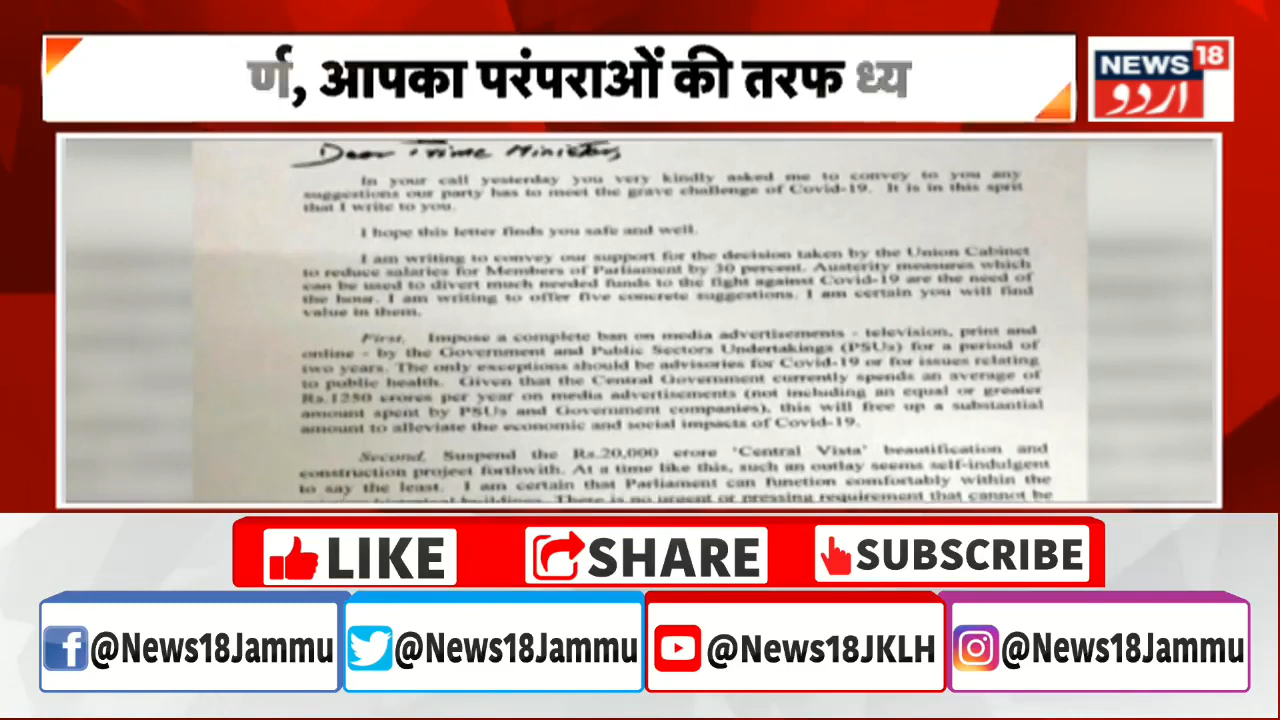 र्ण, आपका परंपराओं की तरफ ध्य
NEWS 18
اردو
Dear Prime Minister,
In your call yesterday you very kindly asked me to convey to you any
suggestions our party has to meet the grave challenge of Covid-19. It is in this sprit
that I write to you.
I hope this letter finds you safe and well.
I am writing to convey our support for the decision taken by the Union Cabinet
to reduce salaries for Members of Parliament by 30 percent. Austerity measures which
can be used to divert much needed funds to the fight against Covid-19 are the need of
the hour. I am writing to offer five concrete suggestions. I am certain you will find
value in them.
First, Impose a complete ban on media advertisements - television, print and
online - by the Government and Public Sectors Undertakings (PSUs) for a period of
two years. The only exceptions should be advisories for Covid-19 or for issues relating
to public health. Given that the Central Government currently spends an average of
Rs.1250 crores per year on media advertisements (not including an equal or greater
amount spent by PSUs and Government companies), this will free up a substantial
amount to alleviate the economic and social impacts of Covid-19.
Second, Suspend the Rs.20,000 crore 'Central Vista' beautification and
construction project forthwith. At a time like this, such an outlay seems self-indulgent
to say the least. I am certain that Parliament can function comfortably within the
buildings. There is no urgent or pressing requirement that cannot be
LIKE SHARE SUBSCRIBE
@News18Jammu @News18Jammu @News18JKLH @News18Jammu